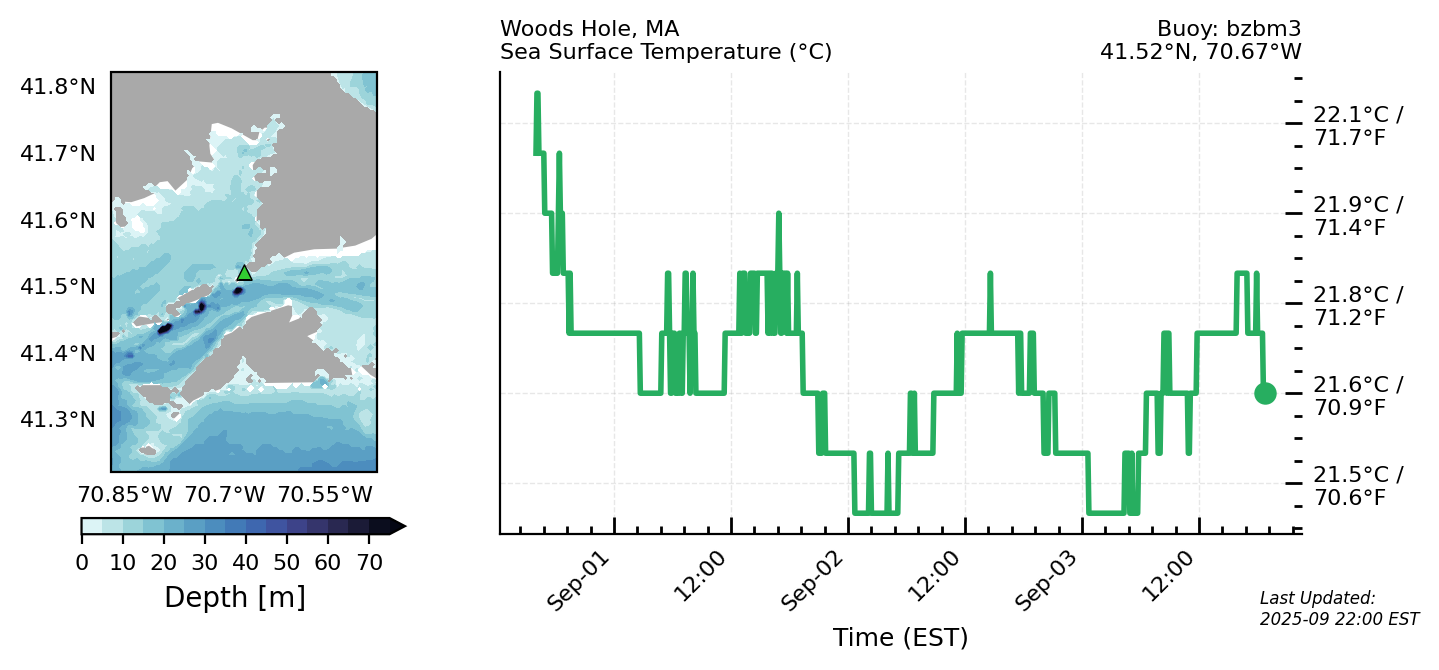 Woods Hole, MA
Sea Surface Temperature (°C)
Buoy: bzbm3
41.52°N, 70.67°W
41.8°N
41.7°N
41.6°N
41.5°N
41.4°N
41.3°N
70.85°W 70.7°W 70.55°W
0 10 20 30 40 50 60 70
Depth [m]
22.1°C /
71.7°F
21.9°C /
71.4°F
21.8°C /
71.2°F
21.6°C /
70.9°F
21.5°C /
70.6°F
Sep-01 12:00 Sep-02 12:00 Sep-03 12:00
Time (EST)
Last Updated:
2025-09 22:00 EST